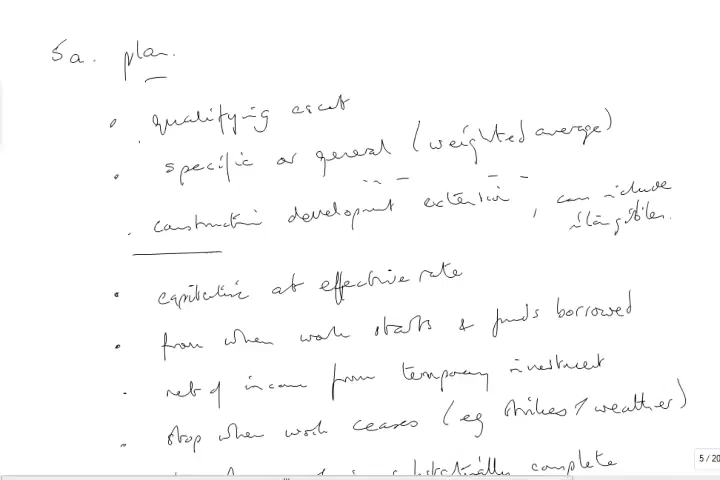 5a. plan.
• qualifying asset
• specific or general (weighted average)
• construction development extension, can include
intangibles.
• capitalise at effective rate
• from when work starts & funds borrowed
• net of income from temporary investment
• stop when work ceases (eg strikes / weather)
substantially complete
5 / 20